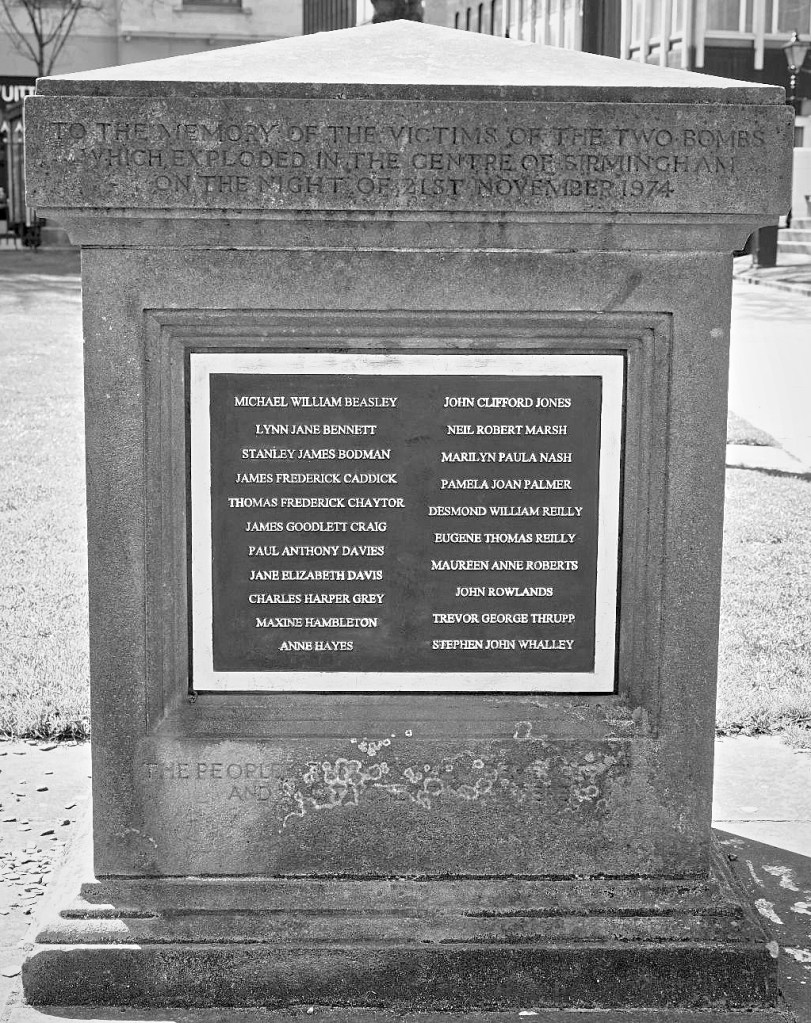 TO THE MEMORY OF THE VICTIMS OF THE TWO BOMBS
WHICH EXPLODED IN THE CENTRE OF BIRMINGHAM
ON THE NIGHT OF 21ST NOVEMBER 1974
MICHAEL WILLIAM BEASLEY
LYNN JANE BENNETT
STANLEY JAMES BODMAN
JAMES FREDERICK CADDICK
THOMAS FREDERICK CHAYTOR
JAMES GOODLETT CRAIG
PAUL ANTHONY DAVIES
JANE ELIZABETH DAVIS
CHARLES HARPER GREY
MAXINE HAMBLETON
ANNE HAYES
JOHN CLIFFORD JONES
NEIL ROBERT MARSH
MARILYN PAULA NASH
PAMELA JOAN PALMER
DESMOND WILLIAM REILLY
EUGENE THOMAS REILLY
MAUREEN ANNE ROBERTS
JOHN ROWLANDS
TREVOR GEORGE THRUPP
STEPHEN JOHN WHALLEY
THE PEOPLE
AND